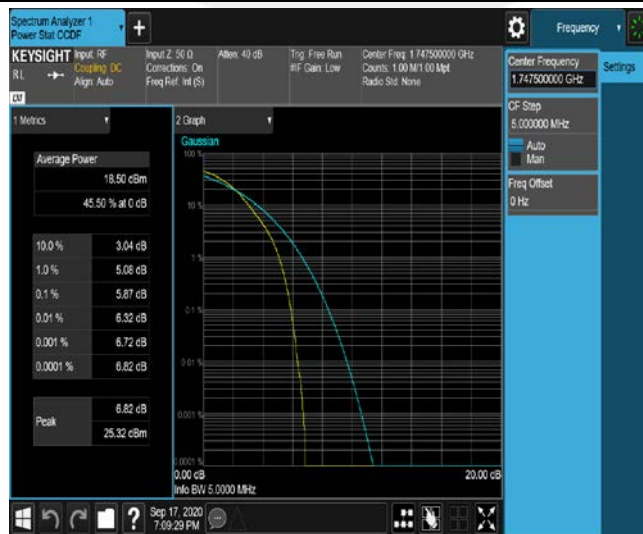 Spectrum Analyzer 1
Power Stat CCDF
+
Frequency
KEYSIGHT
RL
Input: RF
Coupling: DC
Align: Auto
Input Z: 50 Ω
Corrections: On
Freq Ref: Int (S)
Atten: 40 dB
Trig: Free Run
#IF Gain: Low
Center Freq: 1.747500000 GHz
Counts: 1.00 M/1.00 Mpt
Radio Std: None
LXI
Center Frequency
1.747500000 GHz
Settings
CF Step
5.000000 MHz
Auto
Man
Freq Offset
0 Hz
1 Metrics
Average Power
18.50 dBm
45.50 % at 0 dB
10.0 % 3.04 dB
1.0 % 5.08 dB
0.1 % 5.87 dB
0.01 % 6.32 dB
0.001 % 6.72 dB
0.0001 % 6.82 dB
Peak
6.82 dB
25.32 dBm
2 Graph
Gaussian
100 %
10 %
1 %
0.1 %
0.01 %
0.001 %
0.0001 %
0.00 dB
20.00 dB
Info BW 5.0000 MHz
?
Sep 17, 2020
7:09:29 PM